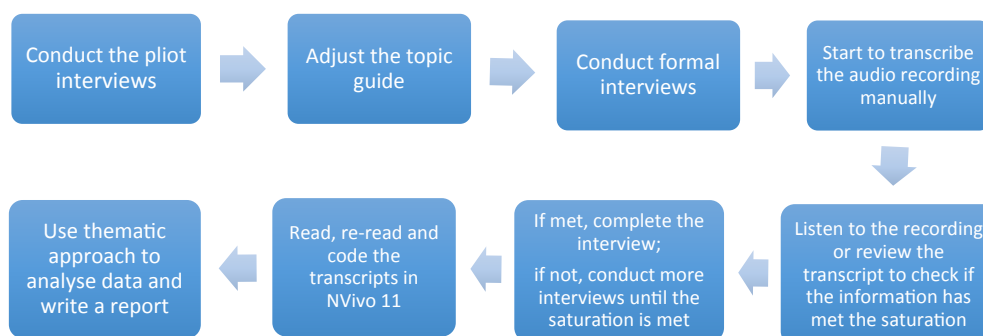 Conduct the pliot
interviews
Adjust the topic
guide
Conduct formal
interviews
Start to transcribe
the audio recording
manually
Listen to the recording
or review the
transcript to check if
the information has
met the saturation
If met, complete the
interview;
if not, conduct more
interviews until the
saturation is met
Read, re-read and
code the
transcripts in
NVivo 11
Use thematic
approach to
analyse data and
write a report